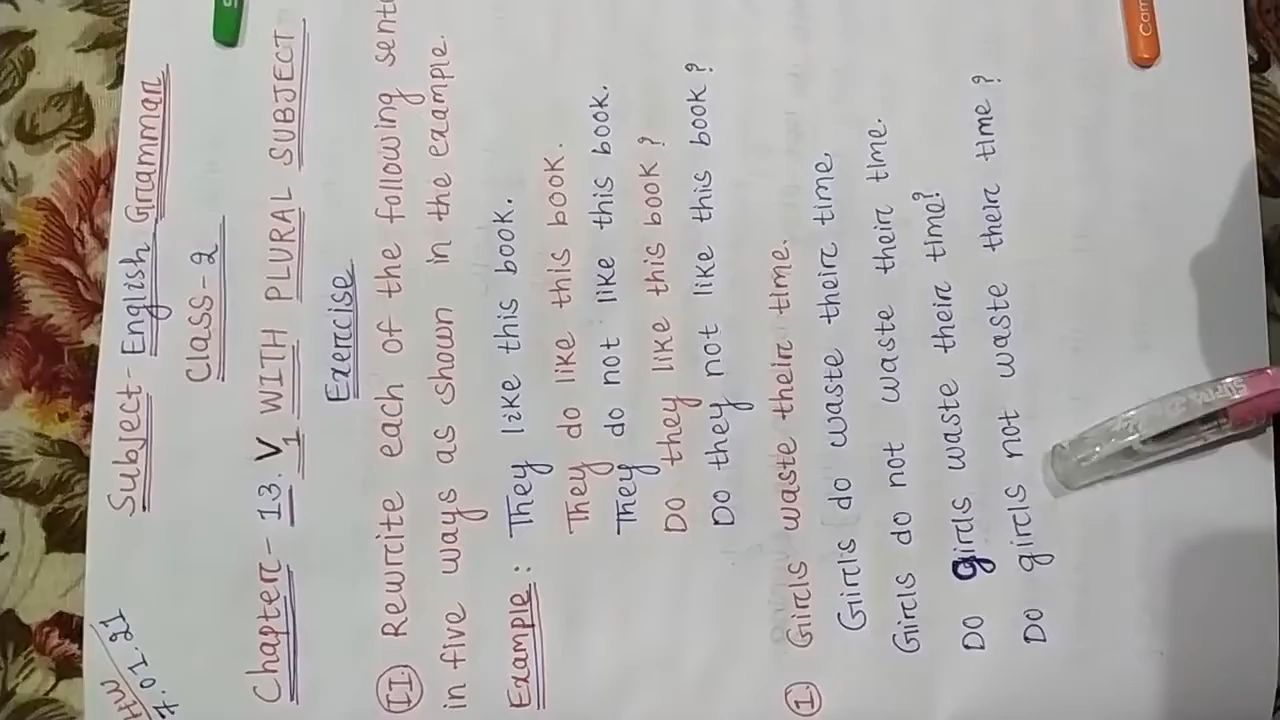 HW
7.01.21
Subject - English Grammar
Class - 2
Chapter - 13. V1 WITH PLURAL SUBJECT
Exercise
II Rewrite each of the following
in five ways as shown in the example.
Example : They like this book.
They do like this book.
They do not like this book.
Do they like this book ?
Do they not like this book ?
1 Girls waste their time.
Girls do waste their time
Girls do not waste their time.
Do girls waste their time?
Do girls not waste their time ?